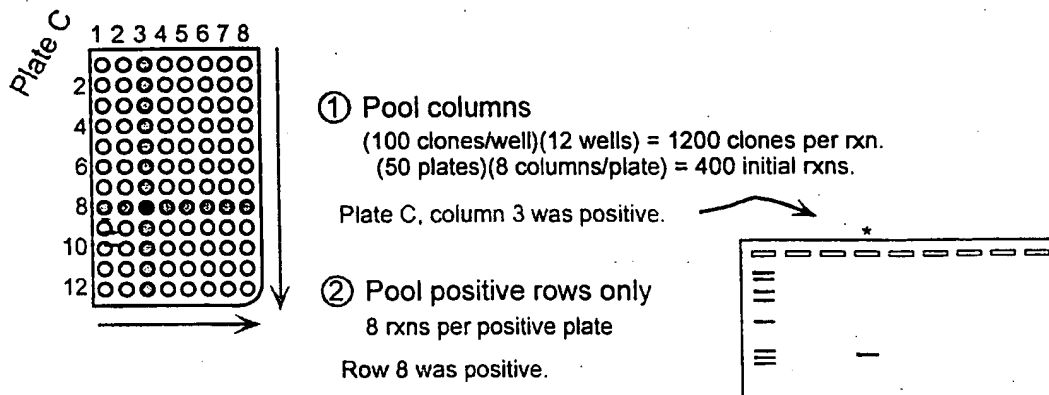 Plate C
1 2 3 4 5 6 7 8
2
4
6
8
10
12
① Pool columns
(100 clones/well)(12 wells) = 1200 clones per rxn.
(50 plates)(8 columns/plate) = 400 initial rxns.
Plate C, column 3 was positive.
*
② Pool positive rows only
8 rxns per positive plate
Row 8 was positive.